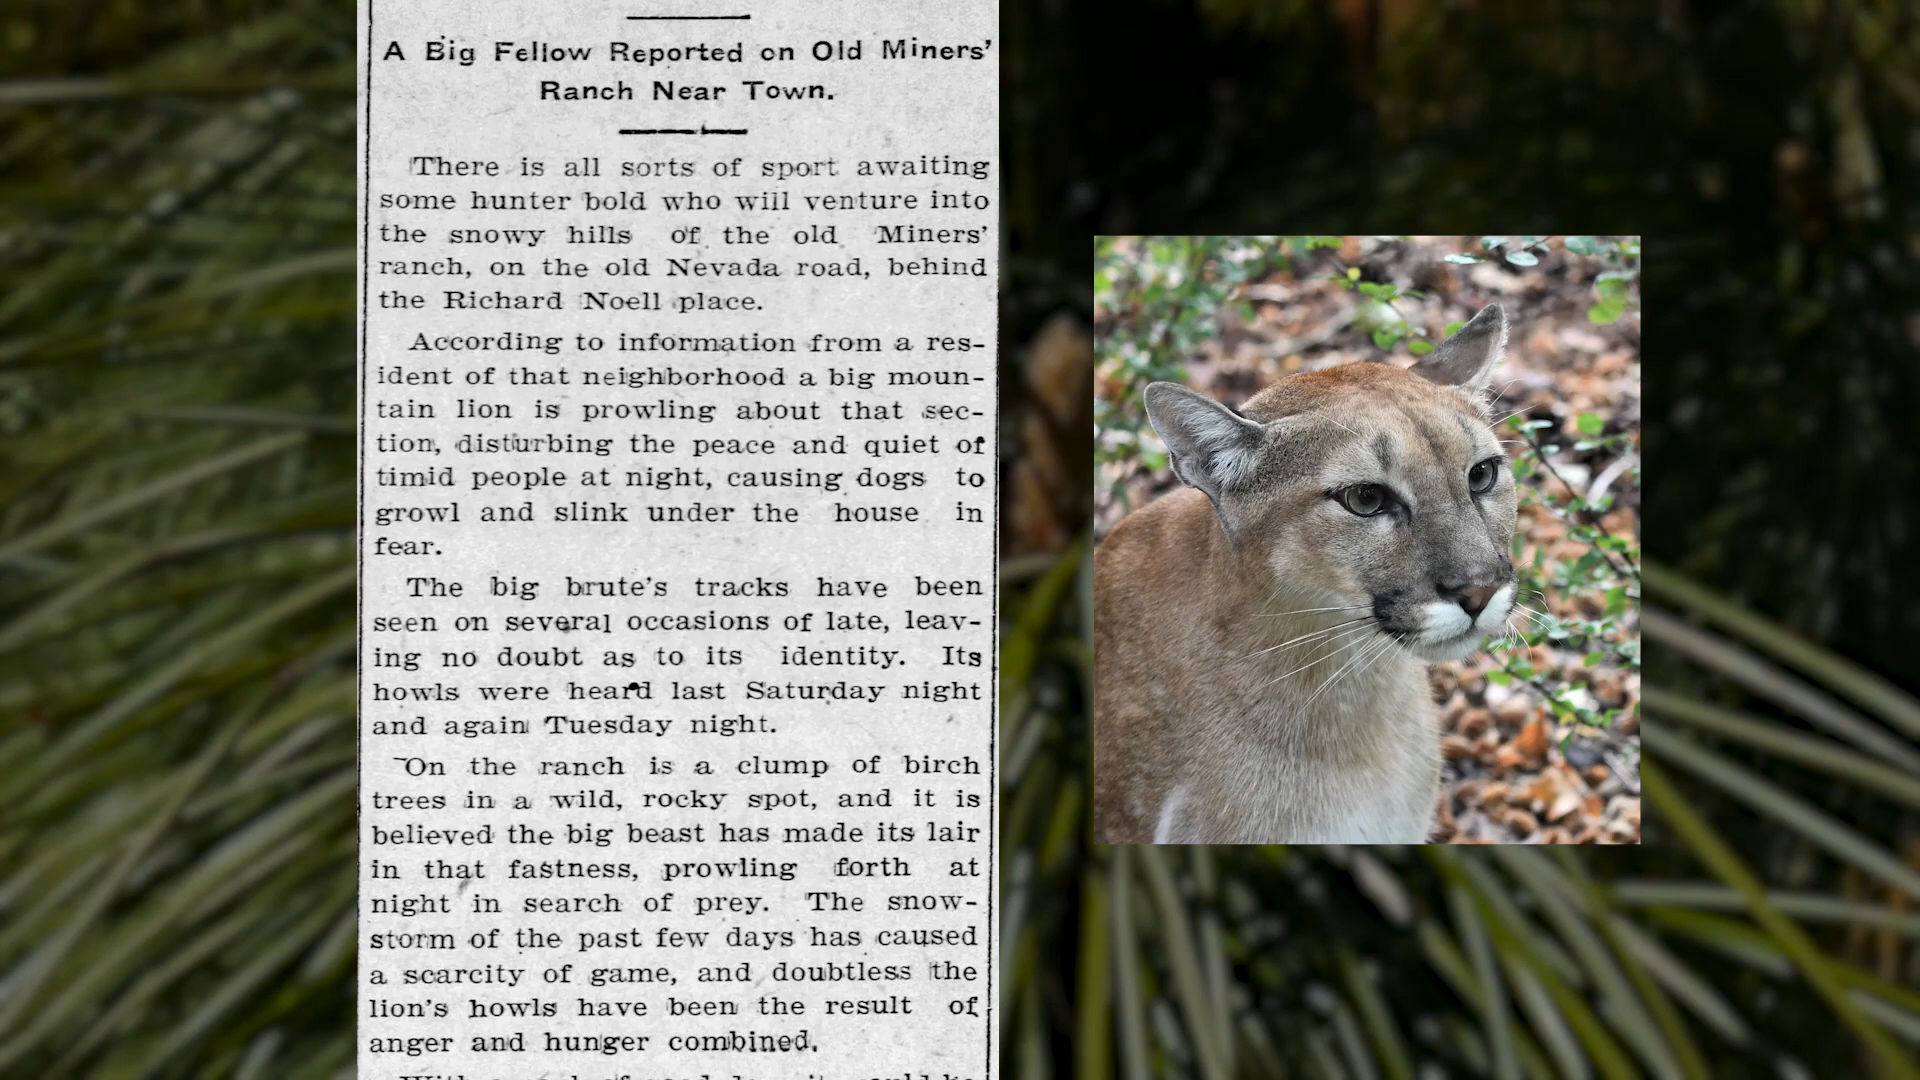 A Big Fellow Reported on Old Miners'
Ranch Near Town.
There is all sorts of sport awaiting
some hunter bold who will venture into
the snowy hills of the old Miners'
ranch, on the old Nevada road, behind
the Richard Noell place.
According to information from a res-
ident of that neighborhood a big moun-
tain lion is prowling about that sec-
tion, disturbing the peace and quiet of
timid people at night, causing dogs to
growl and slink under the house in
fear.
The big brute's tracks have been
seen on several occasions of late, leav-
ing no doubt as to its identity. Its
howls were heard last Saturday night
and again Tuesday night.
On the ranch is a clump of birch
trees in a wild, rocky spot, and it is
believed the big beast has made its lair
in that fastness, prowling forth at
night in search of prey. The snow-
storm of the past few days has caused
a scarcity of game, and doubtless the
lion's howls have been the result of
anger and hunger combined.